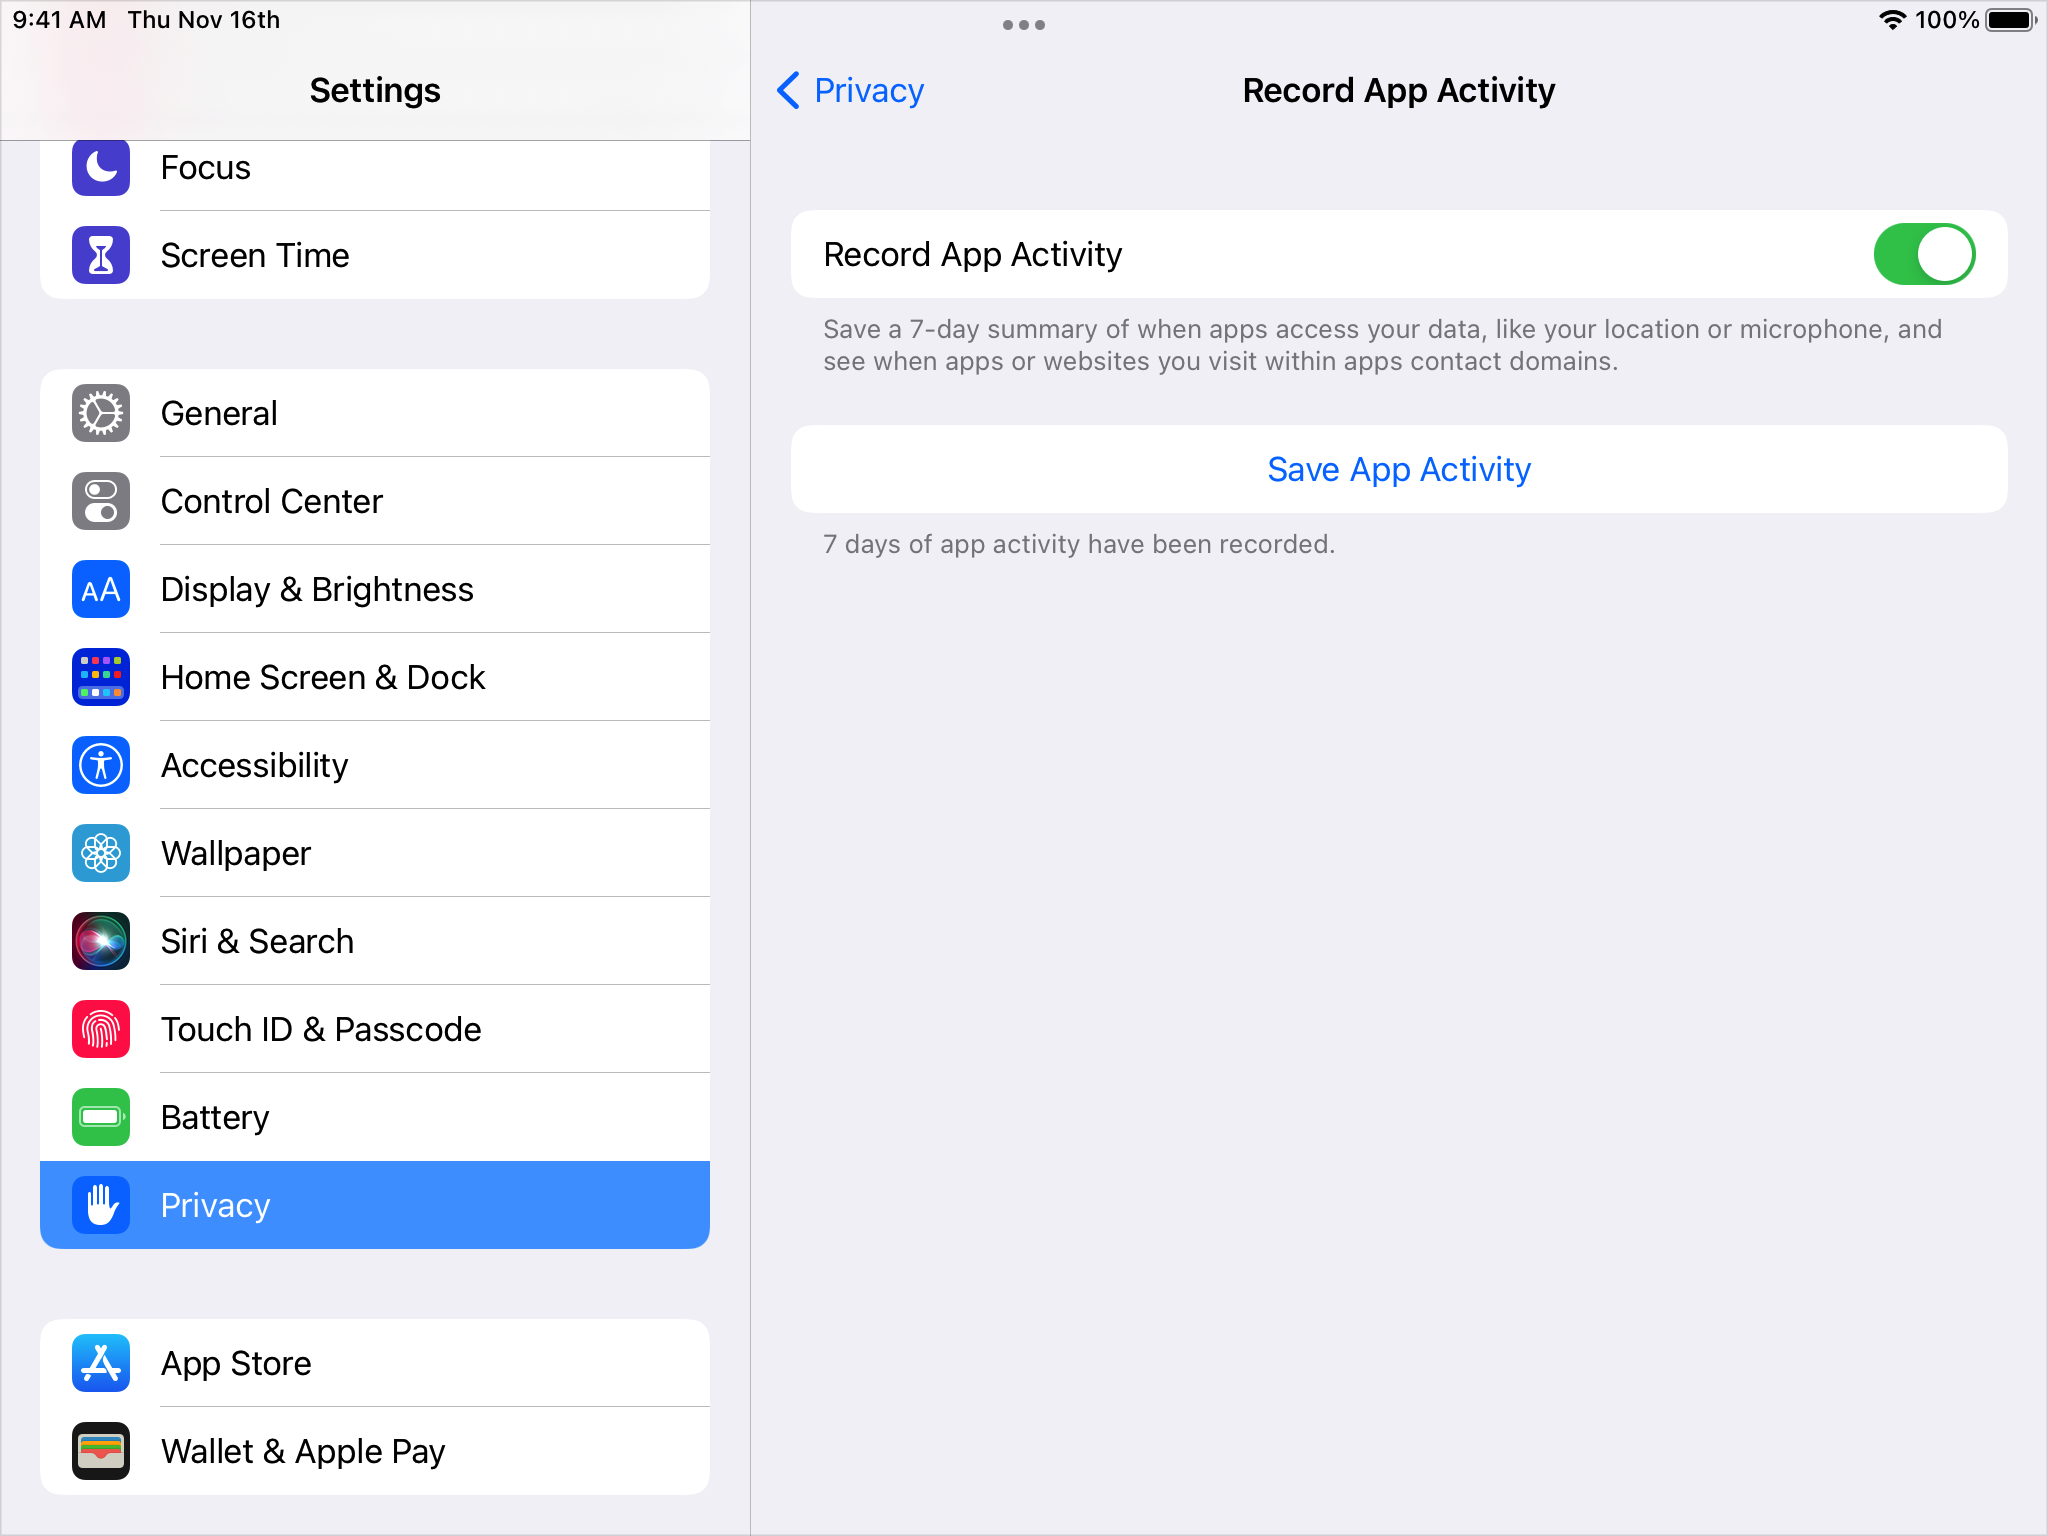 9:41 AM Thu Nov 16th
100%
Settings
Focus
Screen Time
General
Control Center
AA
Display & Brightness
Home Screen & Dock
Accessibility
Wallpaper
Siri & Search
Touch ID & Passcode
Battery
Privacy
App Store
Wallet & Apple Pay
Privacy
Record App Activity
Record App Activity
Save a 7-day summary of when apps access your data, like your location or microphone, and
see when apps or websites you visit within apps contact domains.
Save App Activity
7 days of app activity have been recorded.